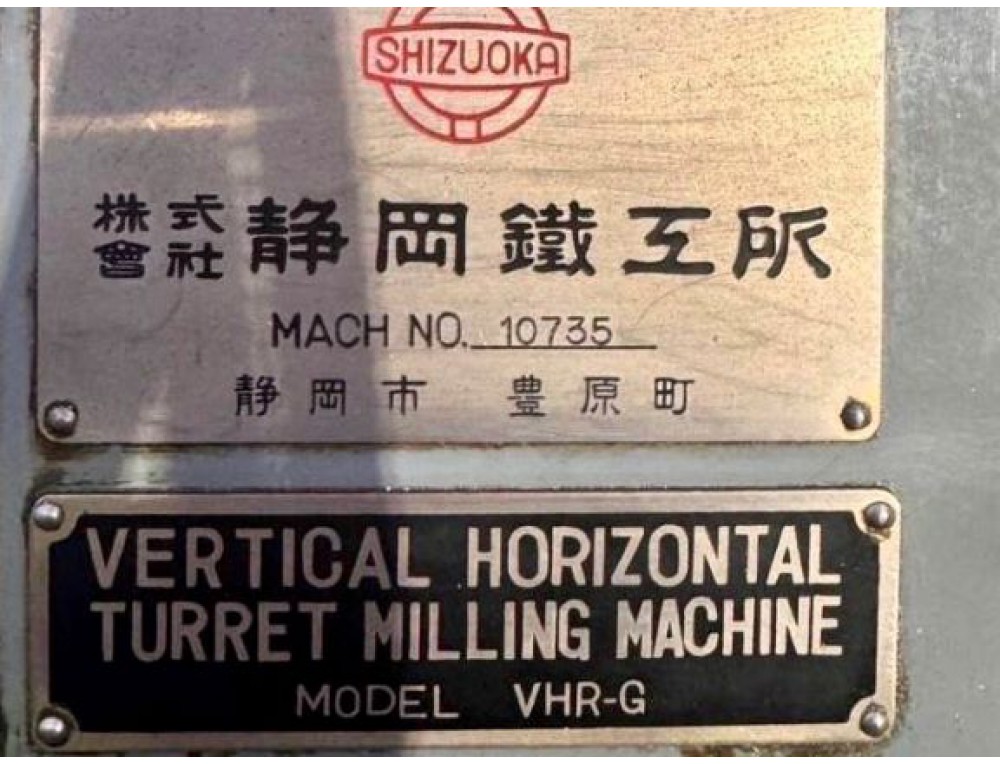 SHIZUOKA
株式會社 静岡鐵工所
MACH NO. 10735
静岡市 豊原町
VERTICAL HORIZONTAL
TURRET MILLING MACHINE
MODEL VHR-G